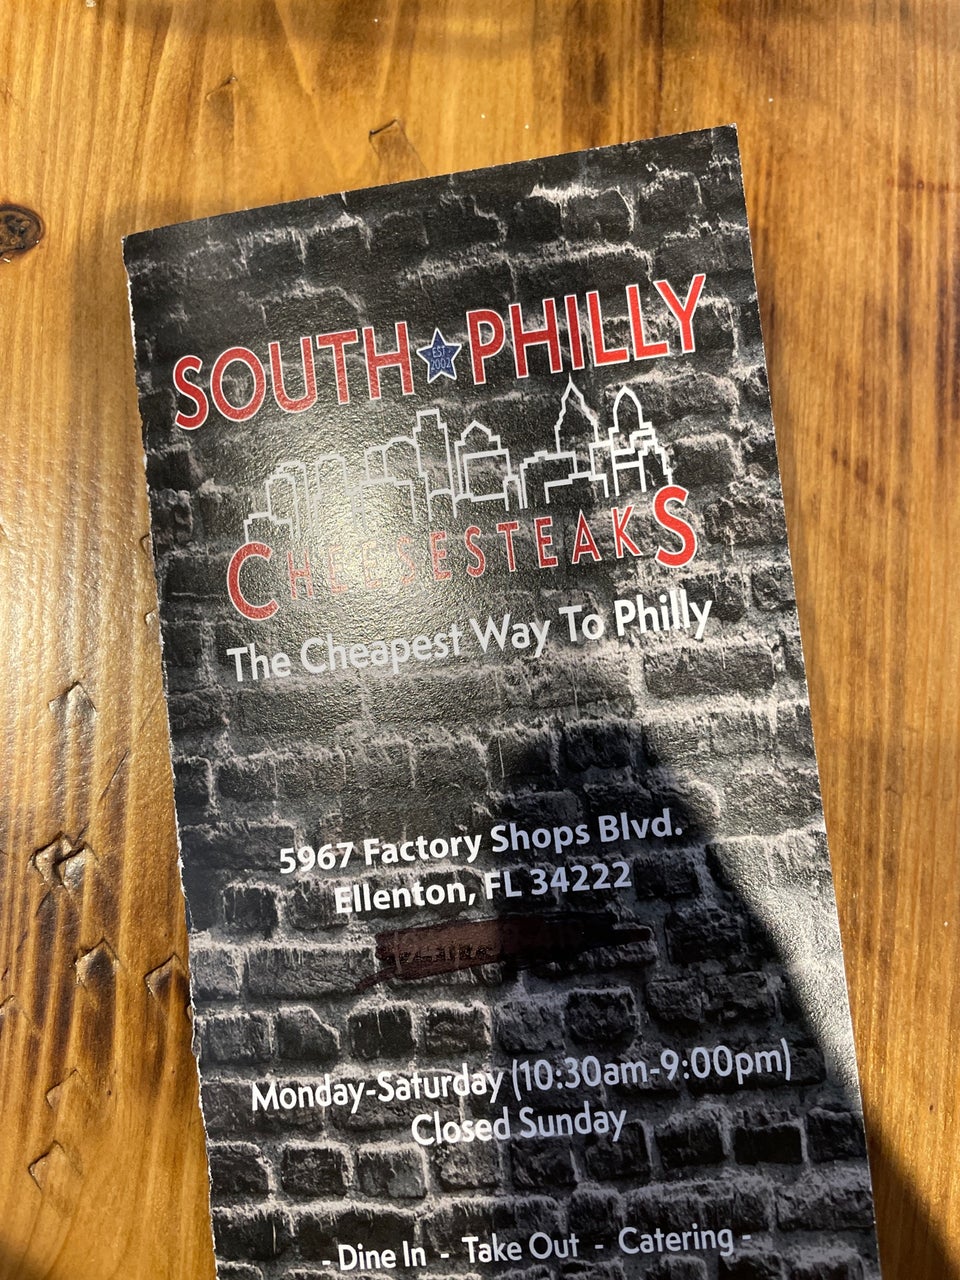 SOUTH PHILLY
EST
2002
CHEESESTEAKS
The Cheapest Way To Philly
5967 Factory Shops Blvd.
Ellenton, FL 34222
Monday-Saturday (10:30am-9:00pm)
Closed Sunday
- Dine In - Take Out - Catering -